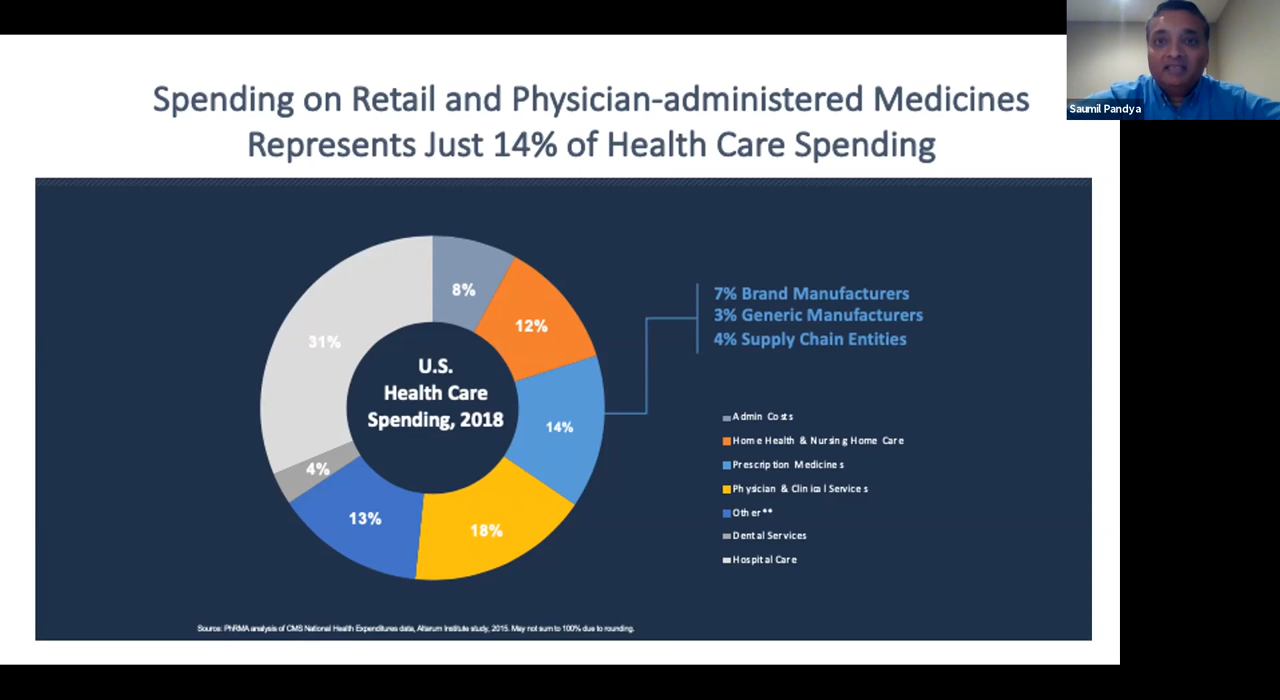 Spending on Retail and Physician-administered Medicines
Represents Just 14% of Health Care Spending
Saumil Pandya
8%
12%
14%
18%
13%
4%
31%
U.S.
Health Care
Spending, 2018
7% Brand Manufacturers
3% Generic Manufacturers
4% Supply Chain Entities
Admin Costs
Home Health & Nursing Home Care
Prescription Medicines
Physician & Clinical Services
Other**
Dental Services
Hospital Care
Source: PhRMA analysis of CMS National Health Expenditures data, Altarum Institute study, 2015. May not sum to 100% due to rounding.